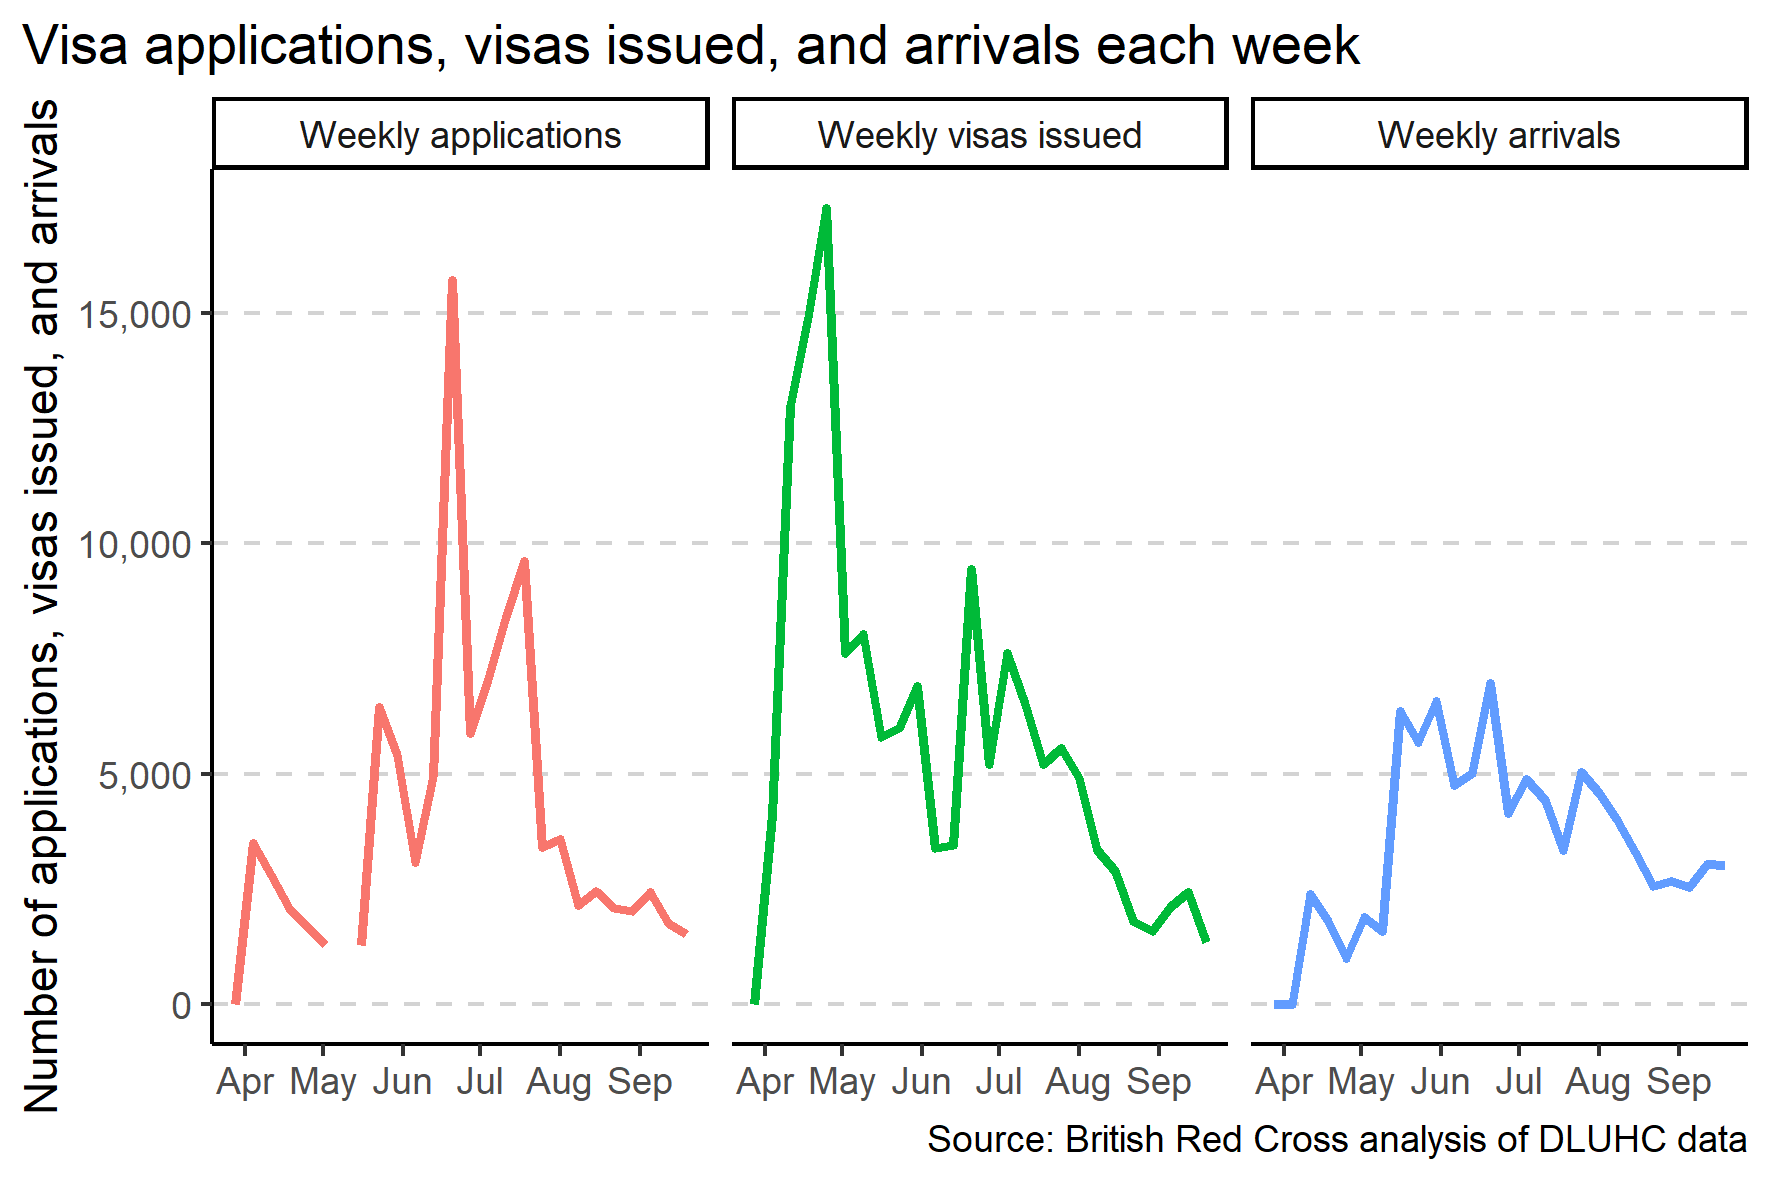 Visa applications, visas issued, and arrivals each week
Number of applications, visas issued, and arrivals
Weekly applications
Weekly visas issued
Weekly arrivals
15,000
10,000
5,000
0
Apr May Jun Jul Aug Sep
Apr May Jun Jul Aug Sep
Apr May Jun Jul Aug Sep
Source: British Red Cross analysis of DLUHC data